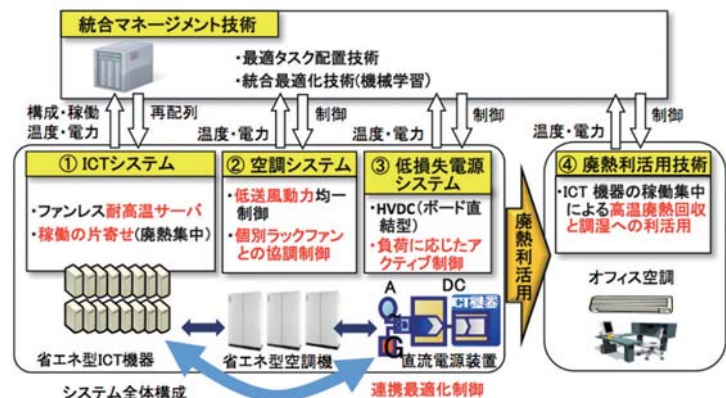 統合マネージメント技術
・最適タスク配置技術
・統合最適化技術(機械学習)
構成・稼働
温度・電力
再配列
温度・電力
制御
温度・電力
制御
温度・電力
制御
① ICTシステム
・ファンレス耐高温サーバ
・稼働の片寄せ(廃熱集中)
② 空調システム
・低送風動力均一
制御
・個別ラックファン
との協調制御
③ 低損失電源
システム
・HVDC(ボード直
結型)
・負荷に応じたア
クティブ制御
廃熱利活用
④ 廃熱利活用技術
・ICT 機器の稼働集中
による高温廃熱回収
と調湿への利活用
オフィス空調
A
DC
ICT機器
G
省エネ型ICT機器
省エネ型空調機
直流電源装置
システム全体構成
連携最適化制御